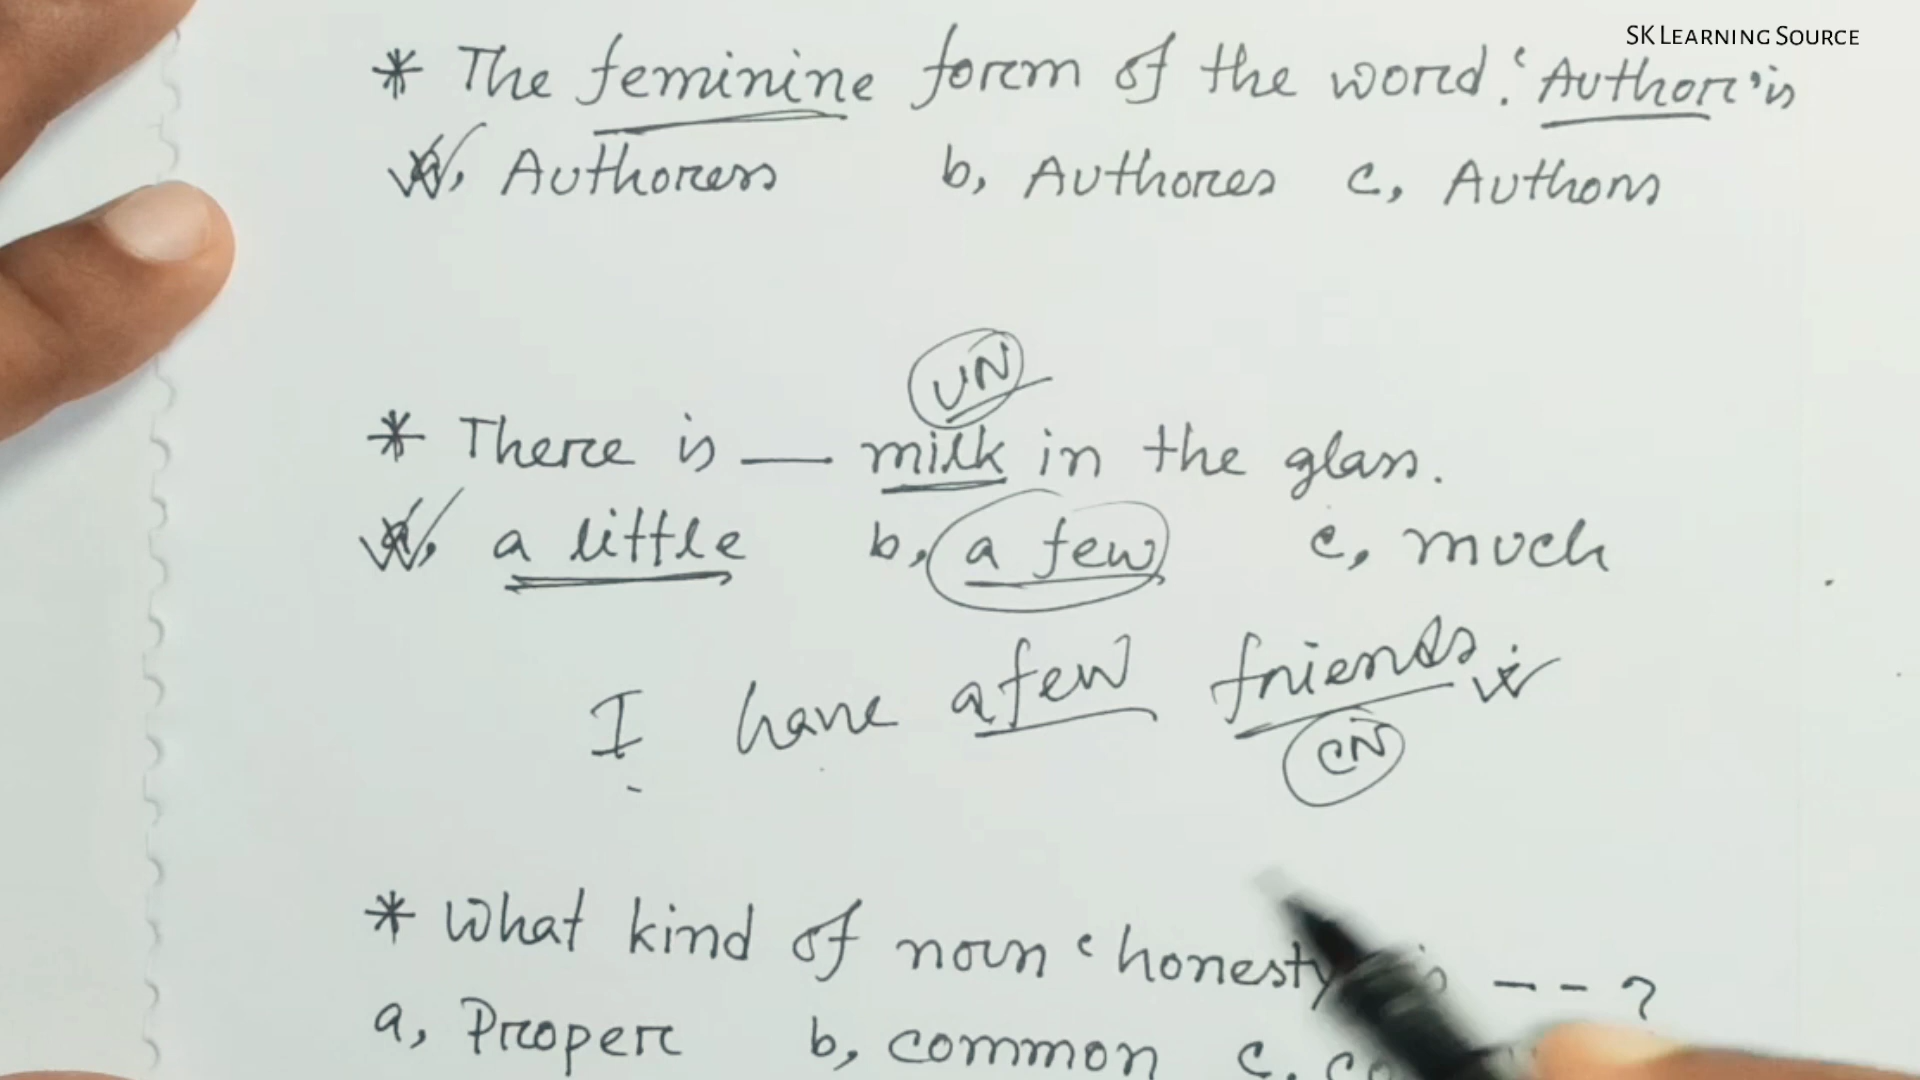 SK LEARNING SOURCE
* The feminine form of the word 'Author' is
a, Authoress b, Authores c, Authors
UN
* There is — milk in the glass.
a, a little b, a few c, much
I have a few friends
CN
* What kind of noun 'honesty is - - ?
a, Proper b, common c.